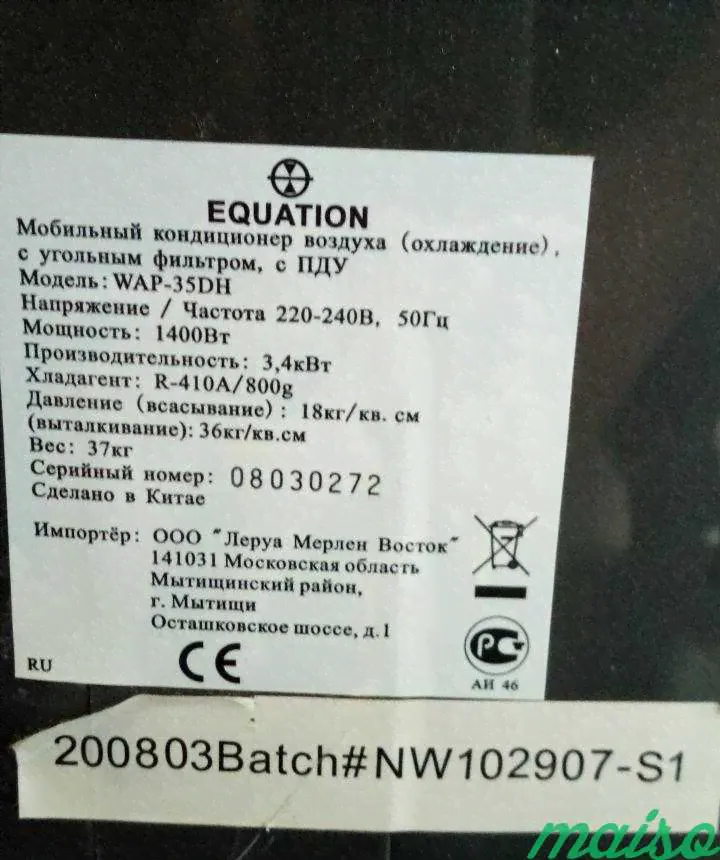 EQUATION
Мобильный кондиционер воздуха (охлаждение),
с угольным фильтром, с ПДУ
Модель: WAP-35DH
Напряжение / Частота 220-240В, 50Гц
Мощность: 1400Вт
Производительность: 3,4кВт
Хладагент: R-410A/800g
Давление (всасывание): 18кг/кв. см
(выталкивание): 36кг/кв.см
Вес: 37кг
Серийный номер: 08030272
Сделано в Китае
Импортёр: ООО "Леруа Мерлен Восток"
141031 Московская область
Мытищинский район,
г. Мытищи
Осташковское шоссе, д.1
RU
CE
РС
АИ 46
200803Batch#NW102907-S1
maiso